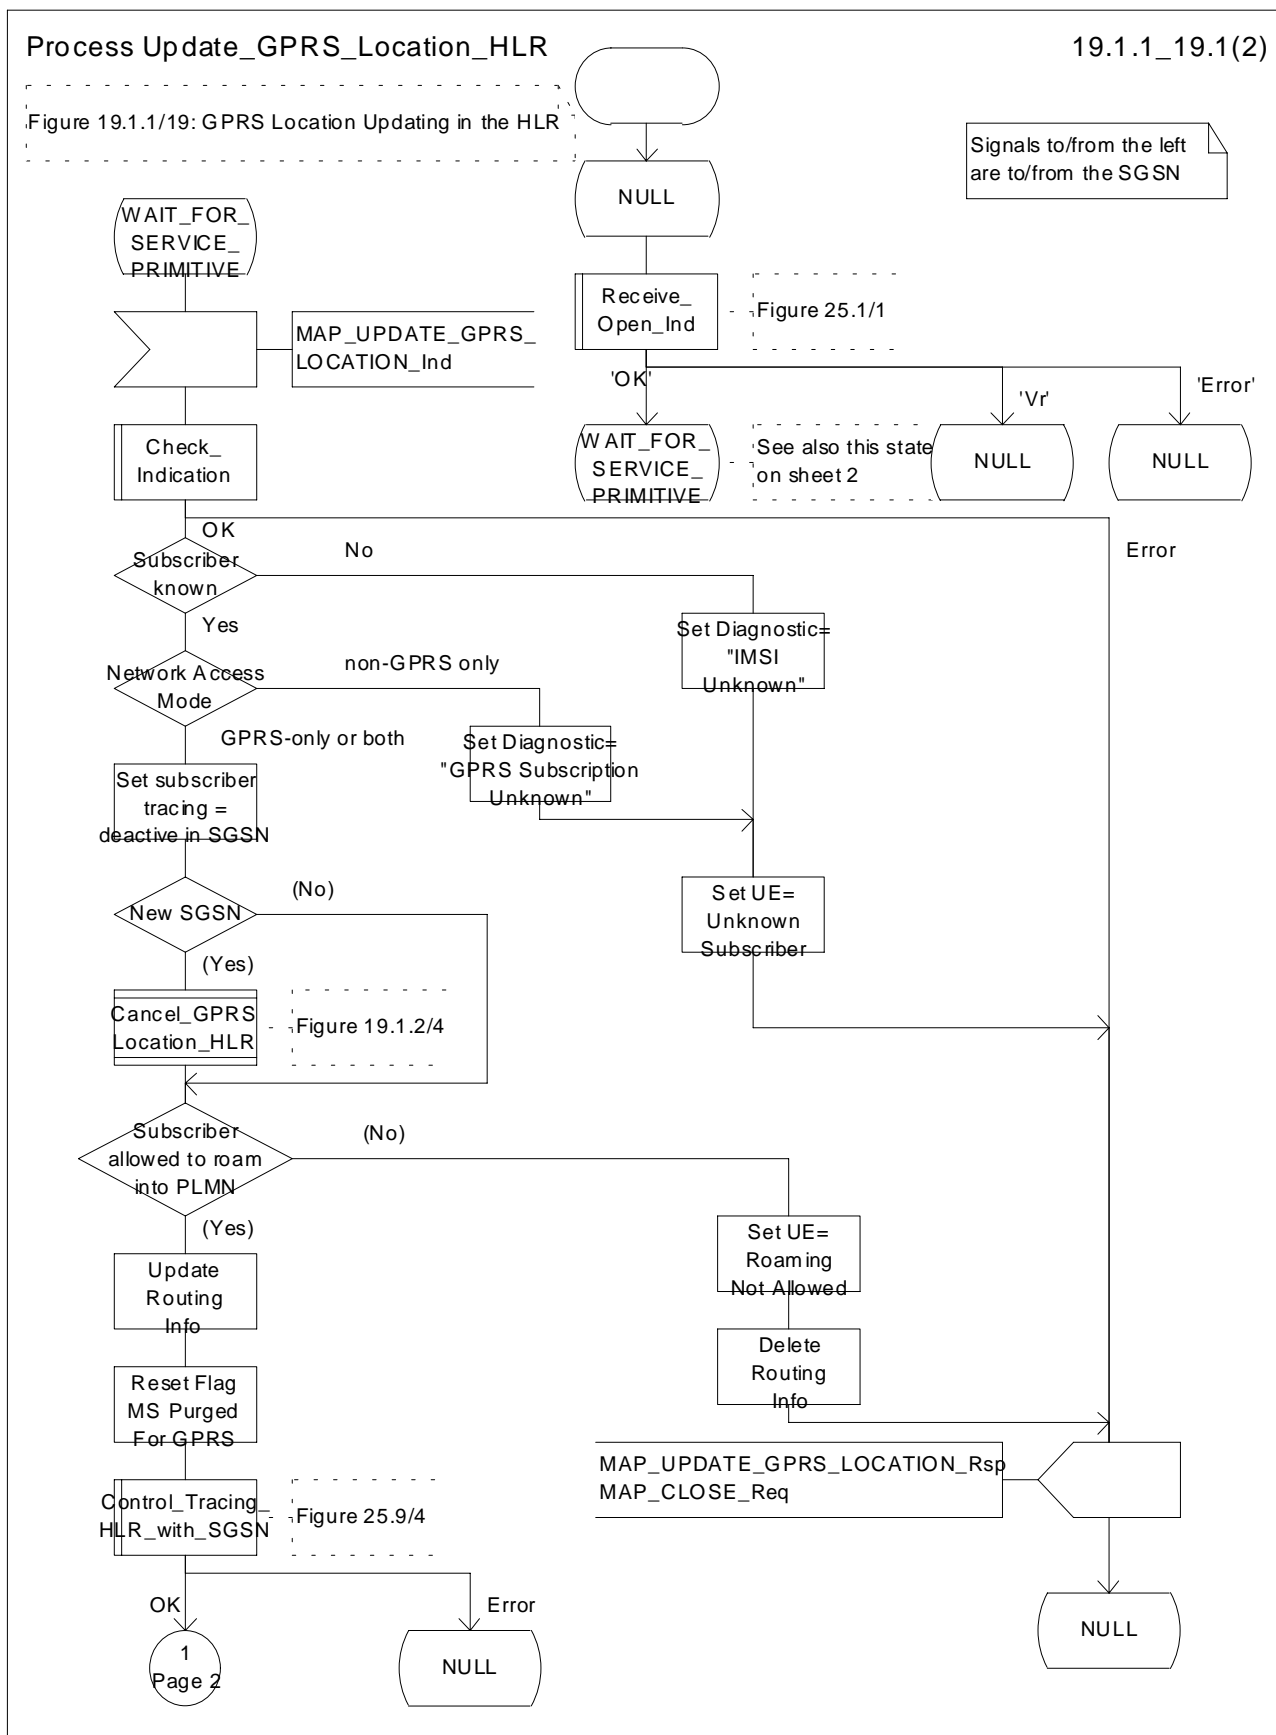 Process Update_GPRS_Location_HLR
19.1.1_19.1(2)
Figure 19.1.1/19: GPRS Location Updating in the HLR
Signals to/from the left
are to/from the SGSN
NULL
WAIT_FOR_
SERVICE_
PRIMITIVE
Receive_
Open_Ind
Figure 25.1/1
MAP_UPDATE_GPRS_
LOCATION_Ind
'OK'
'Vr'
'Error'
Check_
Indication
WAIT_FOR_
SERVICE_
PRIMITIVE
See also this state
on sheet 2
NULL
NULL
OK
Error
Subscriber
known
No
Yes
Set Diagnostic=
"IMSI
Unknown"
Network Access
Mode
non-GPRS only
GPRS-only or both
Set Diagnostic=
"GPRS Subscription
Unknown"
Set subscriber
tracing =
deactive in SGSN
New SGSN
(No)
(Yes)
Set UE=
Unknown
Subscriber
Cancel_GPRS
Location_HLR
Figure 19.1.2/4
Subscriber
allowed to roam
into PLMN
(No)
(Yes)
Set UE=
Roaming
Not Allowed
Update
Routing
Info
Delete
Routing
Info
Reset Flag
MS Purged
For GPRS
MAP_UPDATE_GPRS_LOCATION_Rsp
MAP_CLOSE_Req
Control_Tracing_
HLR_with_SGSN
Figure 25.9/4
OK
Error
1
Page 2
NULL
NULL